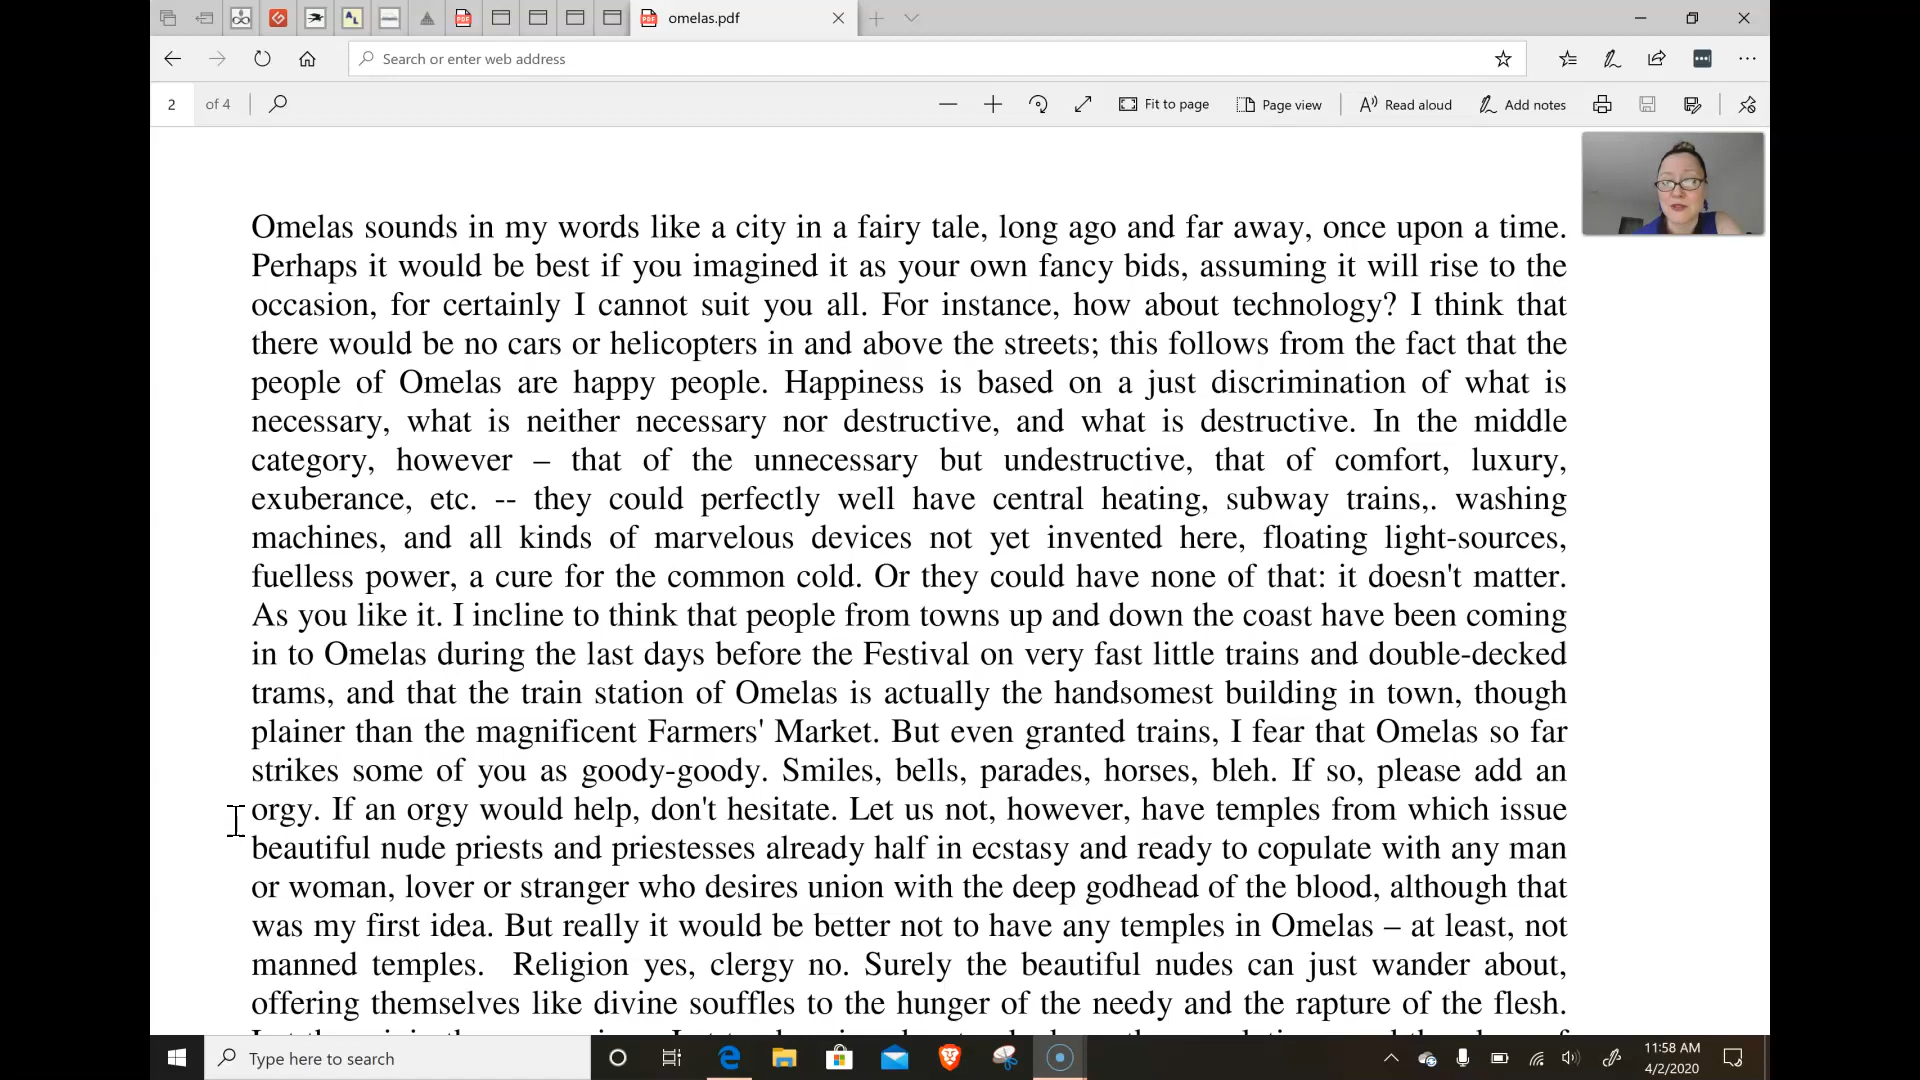 omelas.pdf
Search or enter web address
2 of 4
Fit to page
Page view
Read aloud
Add notes
Omelas sounds in my words like a city in a fairy tale, long ago and far away, once upon a time.
Perhaps it would be best if you imagined it as your own fancy bids, assuming it will rise to the
occasion, for certainly I cannot suit you all. For instance, how about technology? I think that
there would be no cars or helicopters in and above the streets; this follows from the fact that the
people of Omelas are happy people. Happiness is based on a just discrimination of what is
necessary, what is neither necessary nor destructive, and what is destructive. In the middle
category, however – that of the unnecessary but undestructive, that of comfort, luxury,
exuberance, etc. -- they could perfectly well have central heating, subway trains,. washing
machines, and all kinds of marvelous devices not yet invented here, floating light-sources,
fuelless power, a cure for the common cold. Or they could have none of that: it doesn't matter.
As you like it. I incline to think that people from towns up and down the coast have been coming
in to Omelas during the last days before the Festival on very fast little trains and double-decked
trams, and that the train station of Omelas is actually the handsomest building in town, though
plainer than the magnificent Farmers' Market. But even granted trains, I fear that Omelas so far
strikes some of you as goody-goody. Smiles, bells, parades, horses, bleh. If so, please add an
orgy. If an orgy would help, don't hesitate. Let us not, however, have temples from which issue
beautiful nude priests and priestesses already half in ecstasy and ready to copulate with any man
or woman, lover or stranger who desires union with the deep godhead of the blood, although that
was my first idea. But really it would be better not to have any temples in Omelas – at least, not
manned temples.  Religion yes, clergy no. Surely the beautiful nudes can just wander about,
offering themselves like divine souffles to the hunger of the needy and the rapture of the flesh.
Type here to search
11:58 AM
4/2/2020